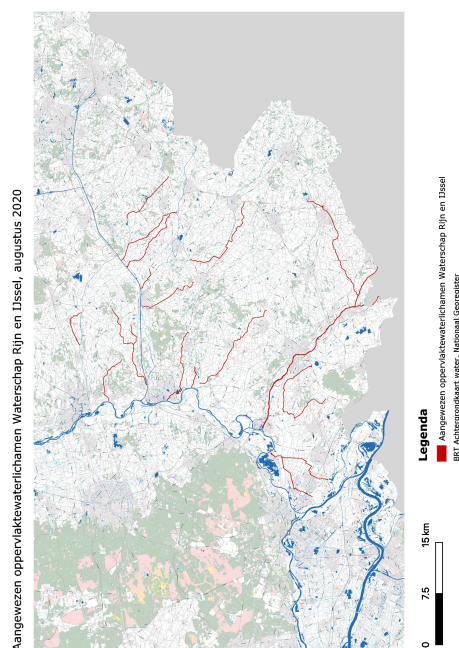 Aangewezen oppervlaktewaterlichamen Waterschap Rijn en IJssel, augustus 2020
Legenda
Aangewezen oppervlaktewaterlichamen Waterschap Rijn en IJssel
BRT Achtergrondkaart water, Nationaal Georegister
0 7.5 15 km